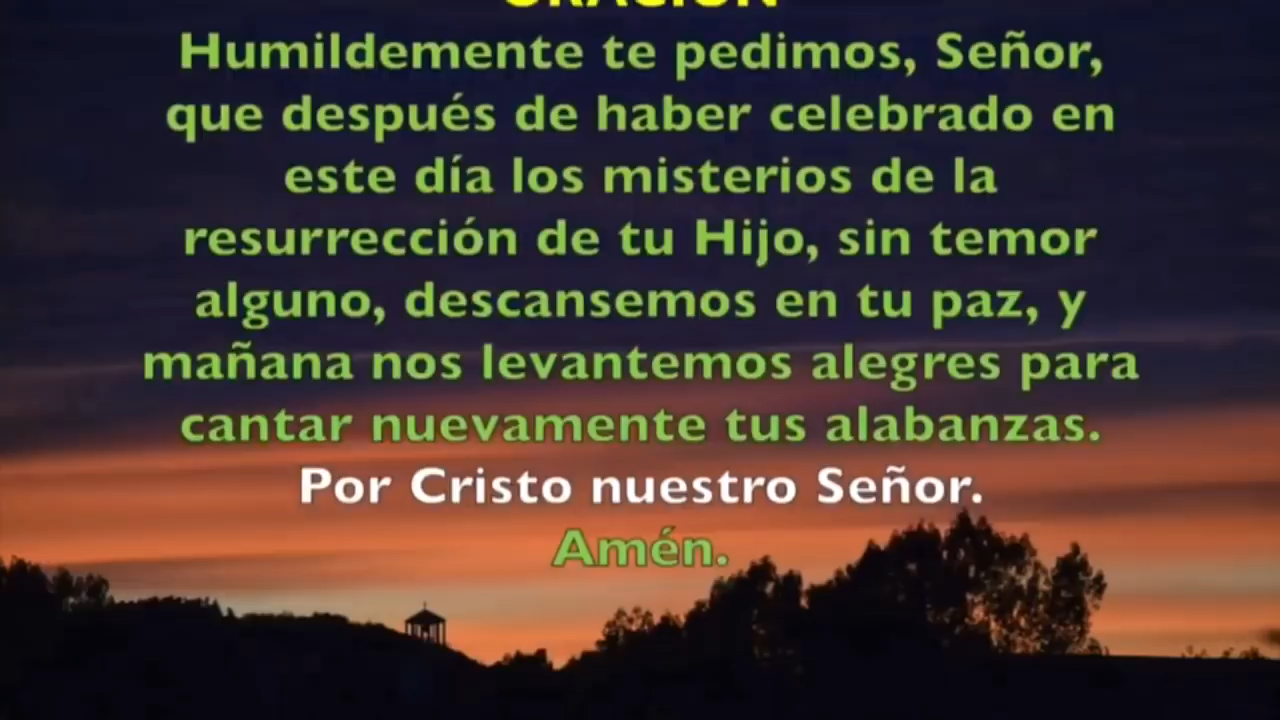 ORACIÓN
Humildemente te pedimos, Señor,
que después de haber celebrado en
este día los misterios de la
resurrección de tu Hijo, sin temor
alguno, descansemos en tu paz, y
mañana nos levantemos alegres para
cantar nuevamente tus alabanzas.
Por Cristo nuestro Señor.
Amén.